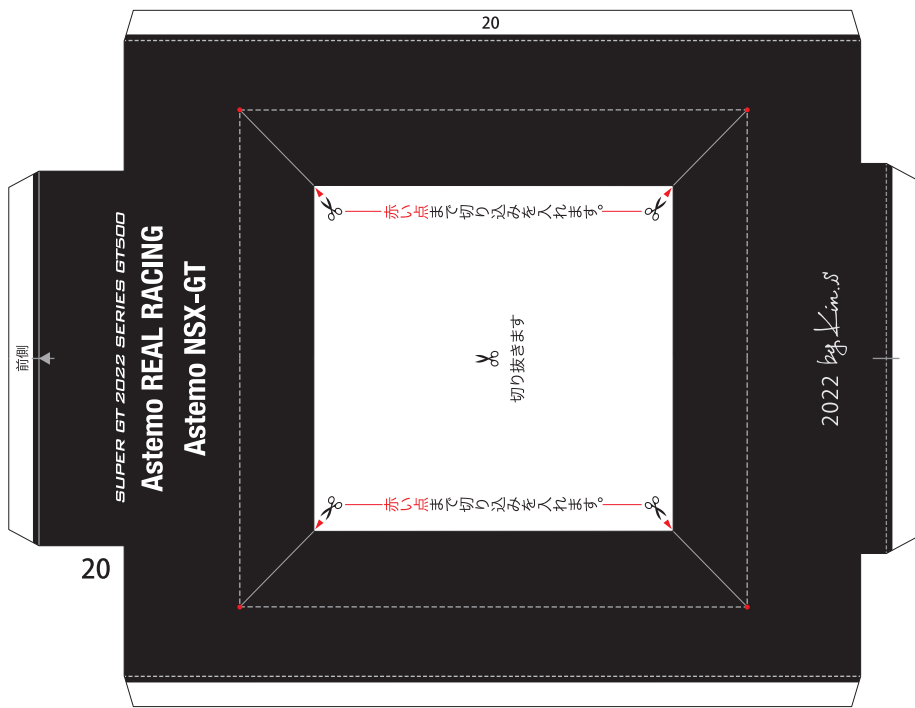 20
赤い点まで切り込みを入れます。
前側
SUPER GT 2022 SERIES GT500
Astemo REAL RACING
Astemo NSX-GT
切り抜きます
2022 by Kin.s
赤い点まで切り込みを入れます。
20